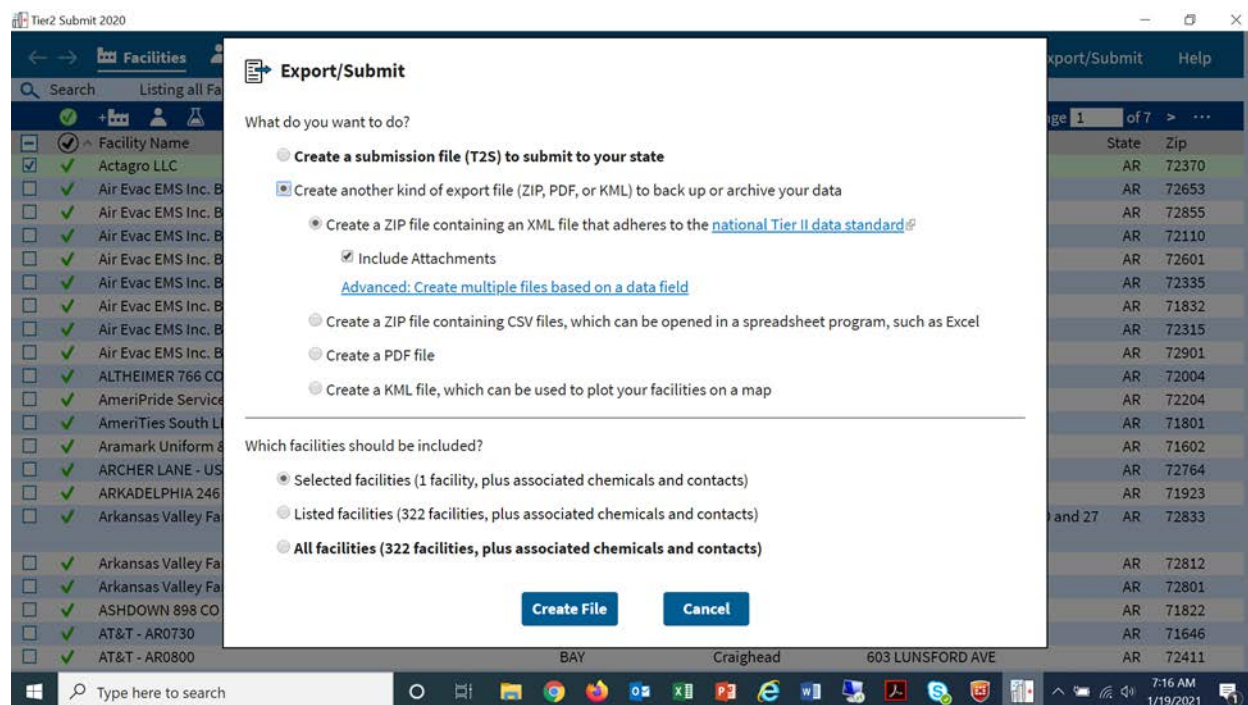 Tier2 Submit 2020
Facilities
xport/Submit Help
Search Listing all Fa
Export/Submit
ge 1 of 7 > ...
Facility Name State Zip
Actagro LLC AR 72370
Air Evac EMS Inc. B AR 72653
Air Evac EMS Inc. B AR 72855
Air Evac EMS Inc. B AR 72110
Air Evac EMS Inc. B AR 72601
Air Evac EMS Inc. B AR 72335
Air Evac EMS Inc. B AR 71832
Air Evac EMS Inc. B AR 72315
Air Evac EMS Inc. B AR 72901
ALTHEIMER 766 CO AR 72004
AmeriPride Service AR 72204
AmeriTies South Ll AR 71801
Aramark Uniform & AR 71602
ARCHER LANE - US AR 72764
ARKADELPHIA 246 AR 71923
Arkansas Valley Fa and 27 AR 72833
Arkansas Valley Fa AR 72812
Arkansas Valley Fa AR 72801
ASHDOWN 898 CO AR 71822
AT&T - AR0730 AR 71646
AT&T - AR0800 BAY Craighead 603 LUNSFORD AVE AR 72411
What do you want to do?
Create a submission file (T2S) to submit to your state
Create another kind of export file (ZIP, PDF, or KML) to back up or archive your data
Create a ZIP file containing an XML file that adheres to the national Tier II data standard
Include Attachments
Advanced: Create multiple files based on a data field
Create a ZIP file containing CSV files, which can be opened in a spreadsheet program, such as Excel
Create a PDF file
Create a KML file, which can be used to plot your facilities on a map
Which facilities should be included?
Selected facilities (1 facility, plus associated chemicals and contacts)
Listed facilities (322 facilities, plus associated chemicals and contacts)
All facilities (322 facilities, plus associated chemicals and contacts)
Create File Cancel
Type here to search
7:16 AM
1/19/2021